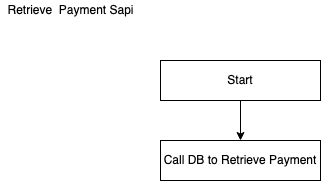 Retrieve  Payment Sapi
Start
Call DB to Retrieve Payment